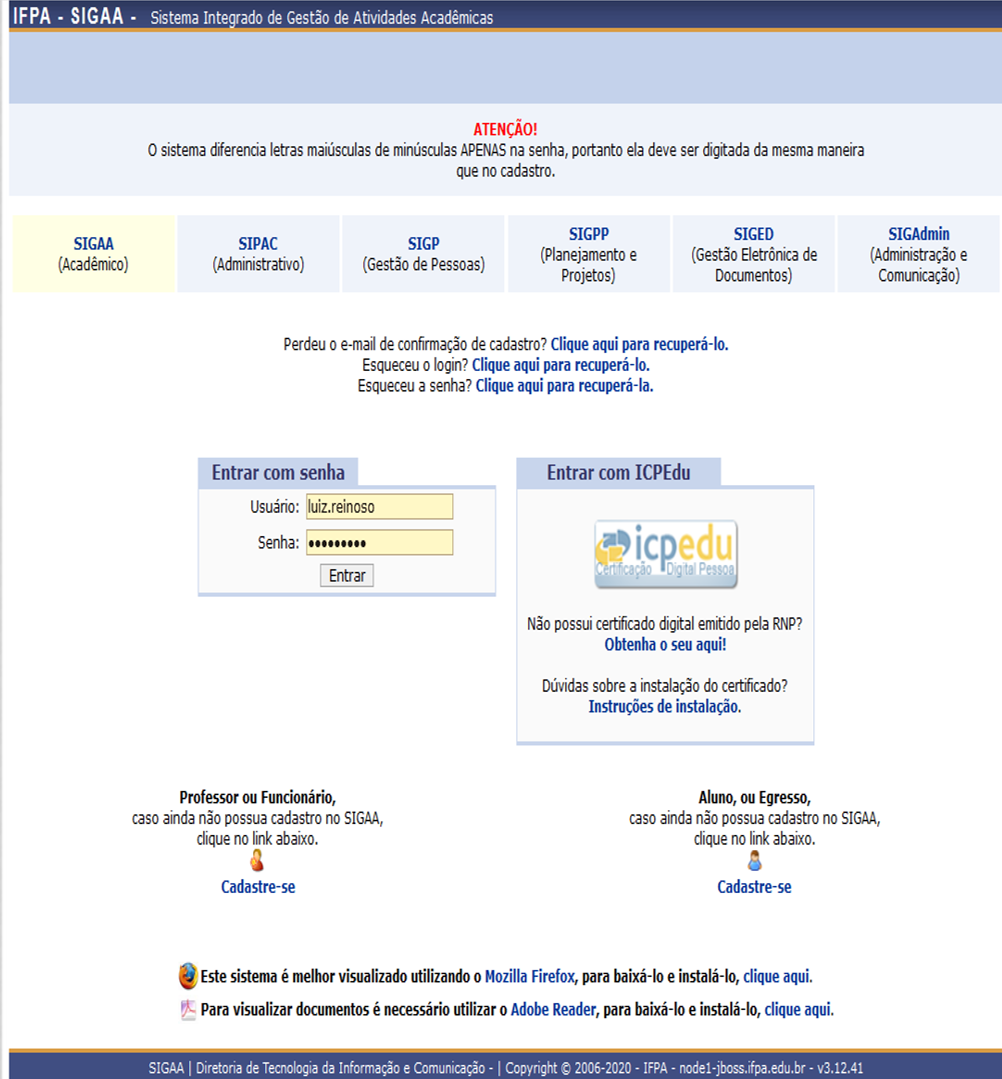 IFPA - SIGAA - Sistema Integrado de Gestão de Atividades Acadêmicas
ATENÇÃO!
O sistema diferencia letras maiúsculas de minúsculas APENAS na senha, portanto ela deve ser digitada da mesma maneira
que no cadastro.
SIGAA
(Acadêmico)
SIPAC
(Administrativo)
SIGP
(Gestão de Pessoas)
SIGPP
(Planejamento e
Projetos)
SIGED
(Gestão Eletrônica de
Documentos)
SIGAdmin
(Administração e
Comunicação)
Perdeu o e-mail de confirmação de cadastro? Clique aqui para recuperá-lo.
Esqueceu o login? Clique aqui para recuperá-lo.
Esqueceu a senha? Clique aqui para recuperá-la.
Entrar com senha
Usuário: luiz.reinoso
Senha: •••••••••
Entrar
Entrar com ICPEdu
icpedu
Certificação Digital Pessoa
Não possui certificado digital emitido pela RNP?
Obtenha o seu aqui!
Dúvidas sobre a instalação do certificado?
Instruções de instalação.
Professor ou Funcionário,
caso ainda não possua cadastro no SIGAA,
clique no link abaixo.
Cadastre-se
Aluno, ou Egresso,
caso ainda não possua cadastro no SIGAA,
clique no link abaixo.
Cadastre-se
Este sistema é melhor visualizado utilizando o Mozilla Firefox, para baixá-lo e instalá-lo, clique aqui.
Para visualizar documentos é necessário utilizar o Adobe Reader, para baixá-lo e instalá-lo, clique aqui.
SIGAA | Diretoria de Tecnologia da Informação e Comunicação - | Copyright © 2006-2020 - IFPA - node1-jboss.ifpa.edu.br - v3.12.41